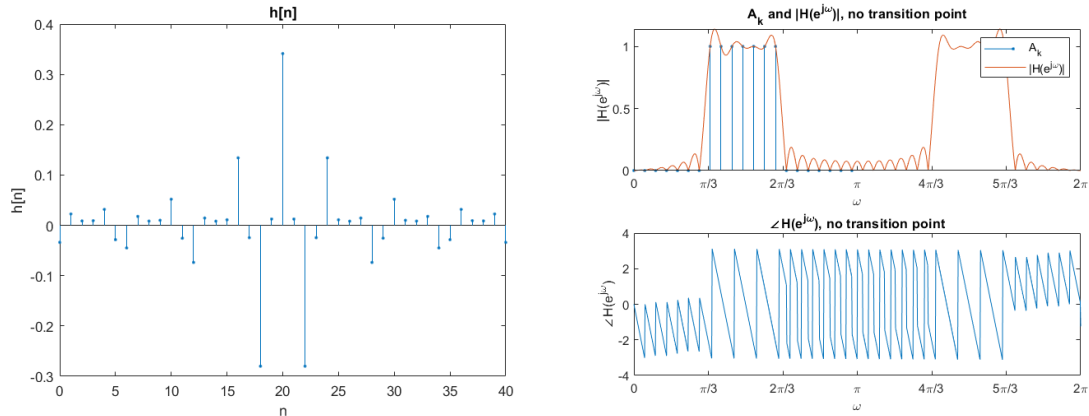 h[n]
0.4
0.3
0.2
0.1
0
-0.1
-0.2
-0.3
h[n]
0
5
10
15
20
25
30
35
40
n
A_k and |H(e^{jω})|, no transition point
1
0.5
0
|H(e^{jω})|
A_k
|H(e^{jω})|
0
π/3
2π/3
π
4π/3
5π/3
2π
ω
∠H(e^{jω}), no transition point
4
2
0
-2
-4
∠H(e^{jω})
0
π/3
2π/3
π
4π/3
5π/3
2π
ω